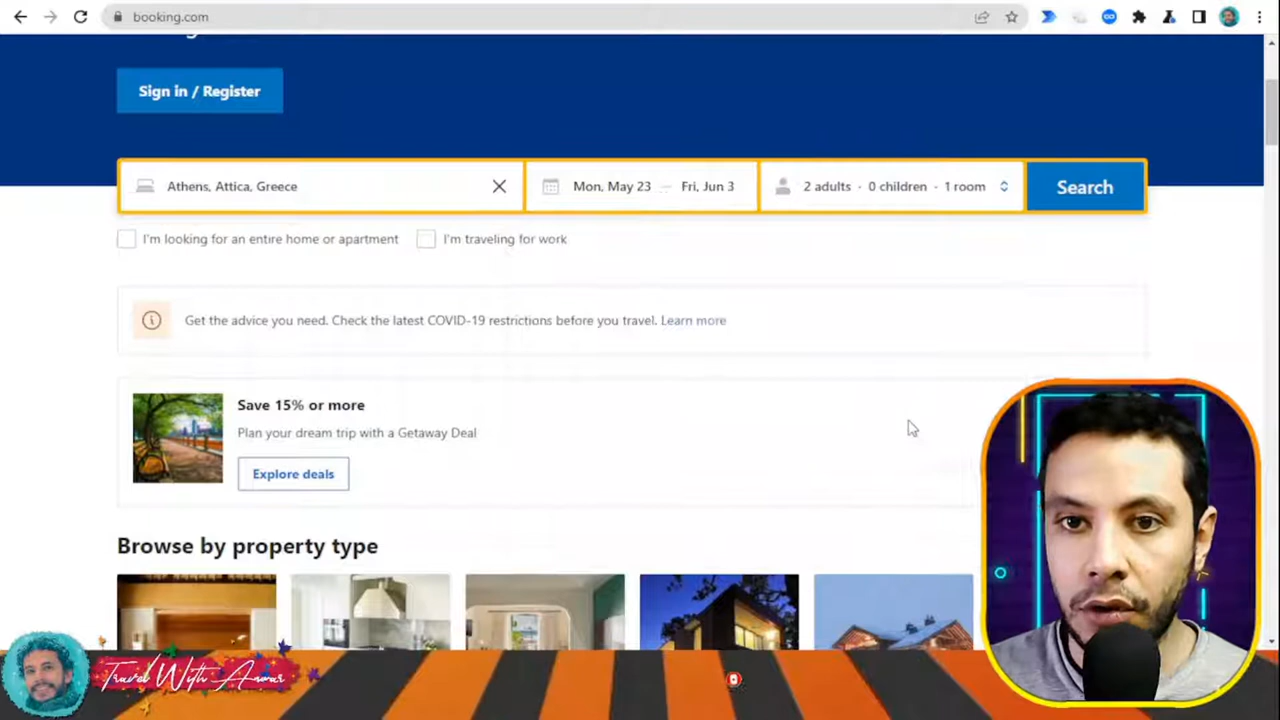 booking.com
Sign in / Register
Athens, Attica, Greece
Mon, May 23 — Fri, Jun 3
2 adults · 0 children · 1 room
Search
I'm looking for an entire home or apartment
I'm traveling for work
Get the advice you need. Check the latest COVID-19 restrictions before you travel. Learn more
Save 15% or more
Plan your dream trip with a Getaway Deal
Explore deals
Browse by property type
Travel With Anwar